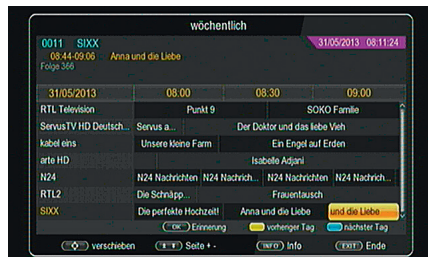 wöchentlich
0011 SIXX 31/05/2013 08:11:24
08:44-09:06 Anna und die Liebe
Folge 366
31/05/2013 08:00 08:30 09:00
RTL Television Punkt 9 SOKO Familie
ServusTV HD Deutsch... Servus a... Der Doktor und das liebe Vieh
kabel eins Unsere kleine Farm Ein Engel auf Erden
arte HD Isabelle Adjani
N24 N24 Nachrichten N24 Nachrich... N24 Nachrichten N24 Nachrich...
RTL2 Die Schnäpp... Frauentausch
SIXX Die perfekte Hochzeit! Anna und die Liebe und die Liebe
OK Erinnerung vorheriger Tag nächster Tag
verschieben Seite + - INFO Info EXIT Ende